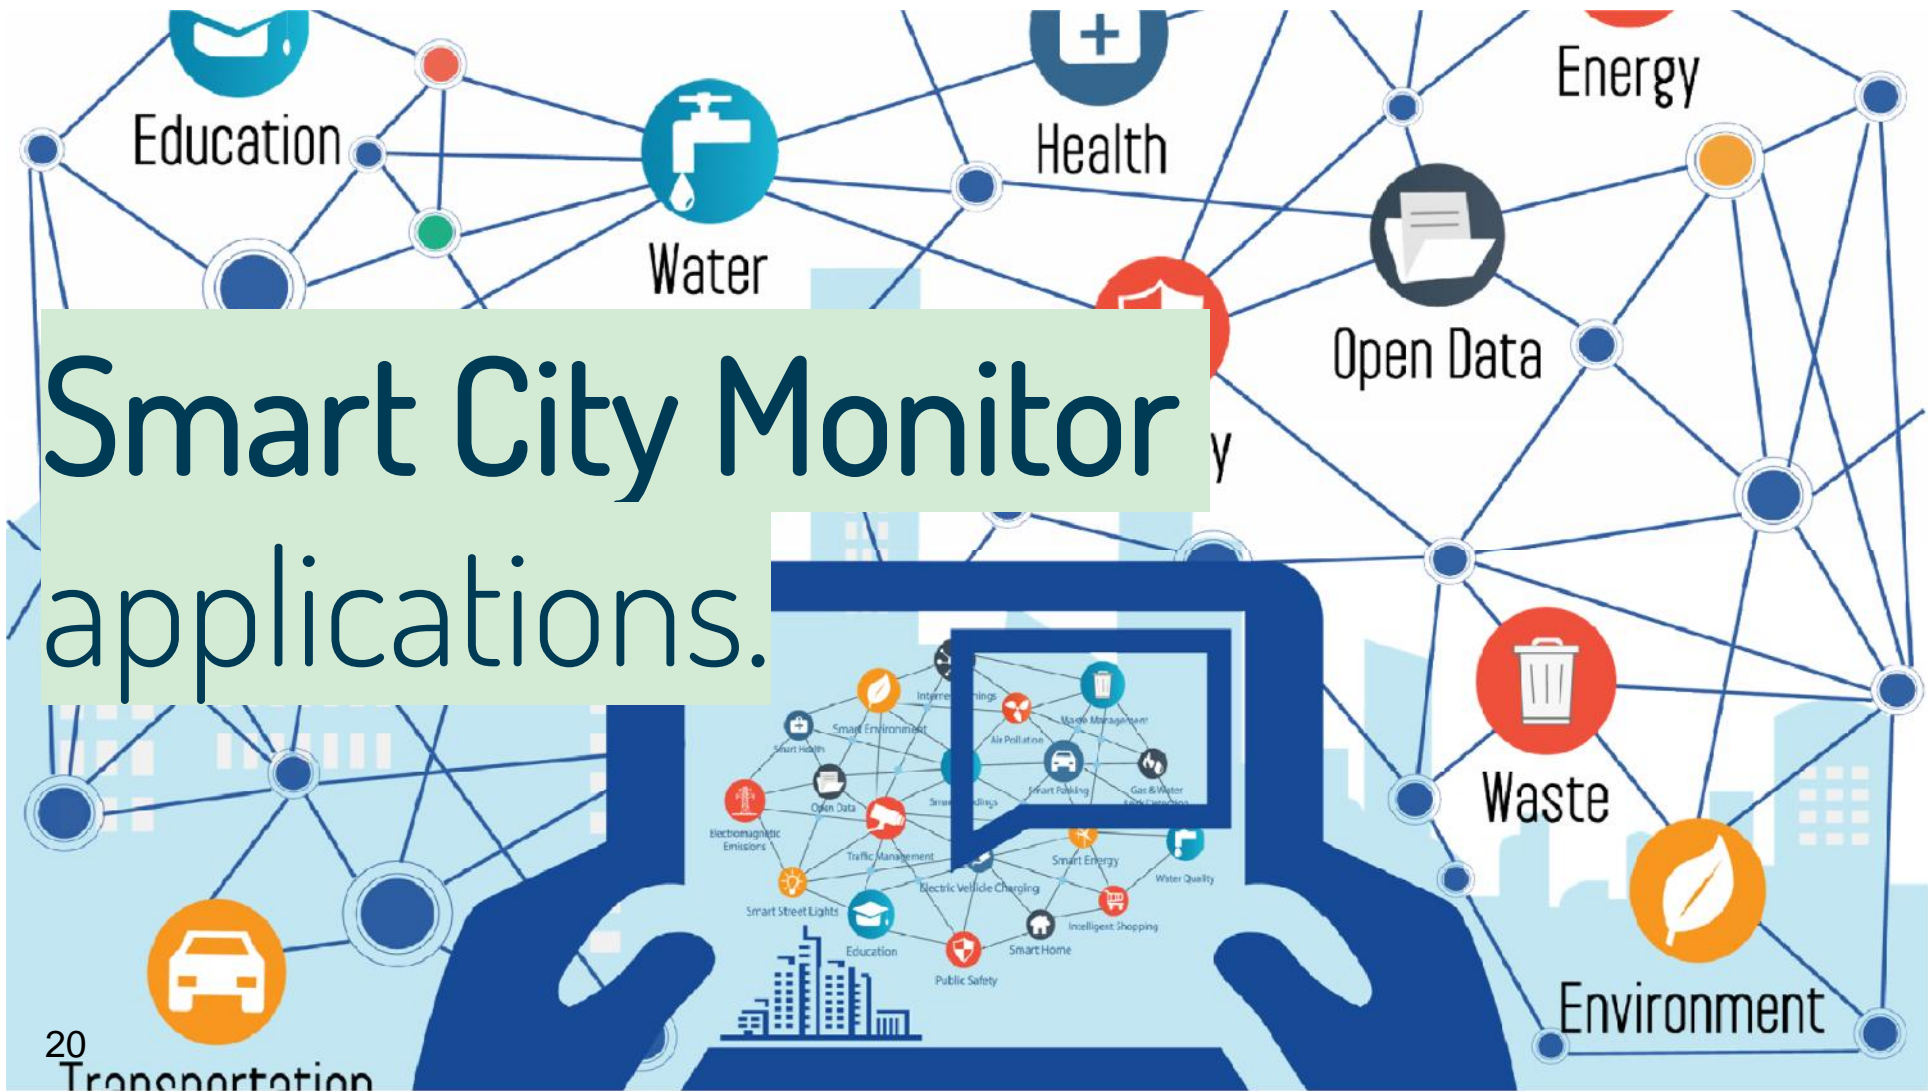 Energy
Education
Health
Water
Open Data
Smart City Monitor
y
applications.
Smart Environment
Waste Management
Smart Health
Air Pollution
Open Data
Smart Parking
Gas & Water
Electromagnetic
Emissions
Traffic Management
Smart Energy
Electric Vehicle Charging
Water Quality
Smart Street Lights
Intelligent Shopping
Education
Smart Home
Public Safety
Waste
Environment
20
Transportation